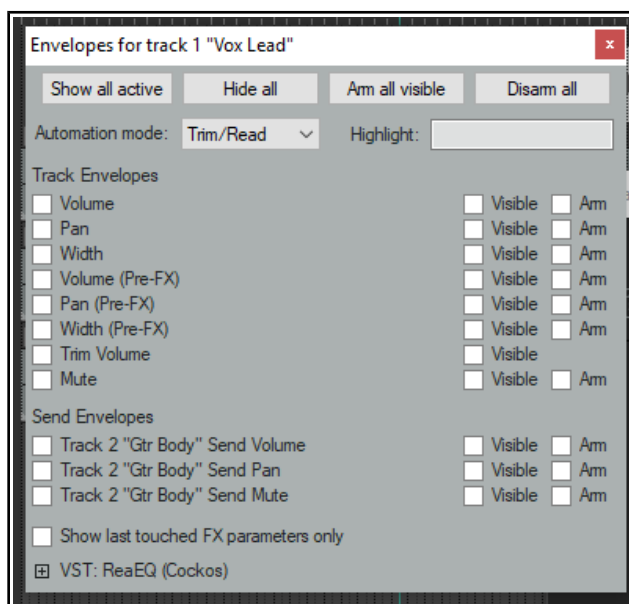 Envelopes for track 1 "Vox Lead" x
Show all active Hide all Arm all visible Disarm all
Automation mode: Trim/Read Highlight:
Track Envelopes
Volume Visible Arm
Pan Visible Arm
Width Visible Arm
Volume (Pre-FX) Visible Arm
Pan (Pre-FX) Visible Arm
Width (Pre-FX) Visible Arm
Trim Volume Visible
Mute Visible Arm
Send Envelopes
Track 2 "Gtr Body" Send Volume Visible Arm
Track 2 "Gtr Body" Send Pan Visible Arm
Track 2 "Gtr Body" Send Mute Visible Arm
Show last touched FX parameters only
VST: ReaEQ (Cockos)